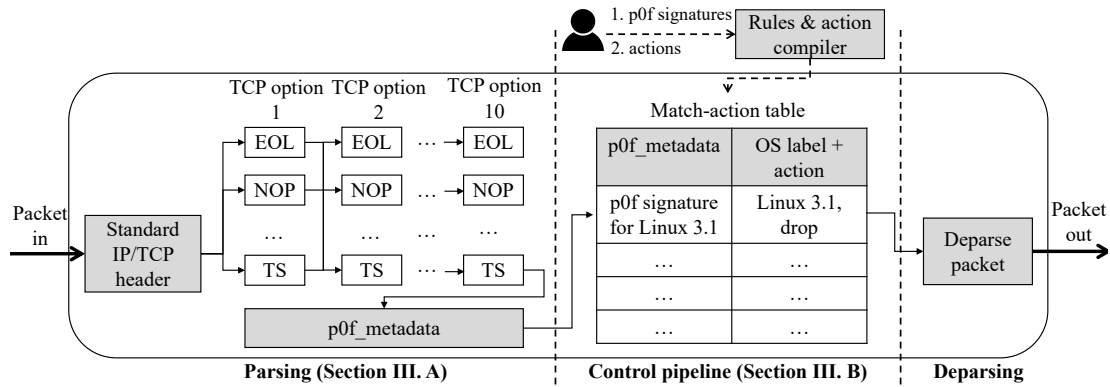 1. p0f signatures
2. actions
Rules & action
compiler
TCP option
1
TCP option
2
TCP option
10
EOL
EOL
…
EOL
NOP
NOP
…
NOP
…
…
…
TS
TS
…
TS
Packet
in
Standard
IP/TCP
header
p0f_metadata
Match-action table
p0f_metadata
OS label +
action
p0f signature
for Linux 3.1
Linux 3.1,
drop
…
…
…
…
…
…
Deparse
packet
Packet
out
Parsing (Section III. A)
Control pipeline (Section III. B)
Deparsing